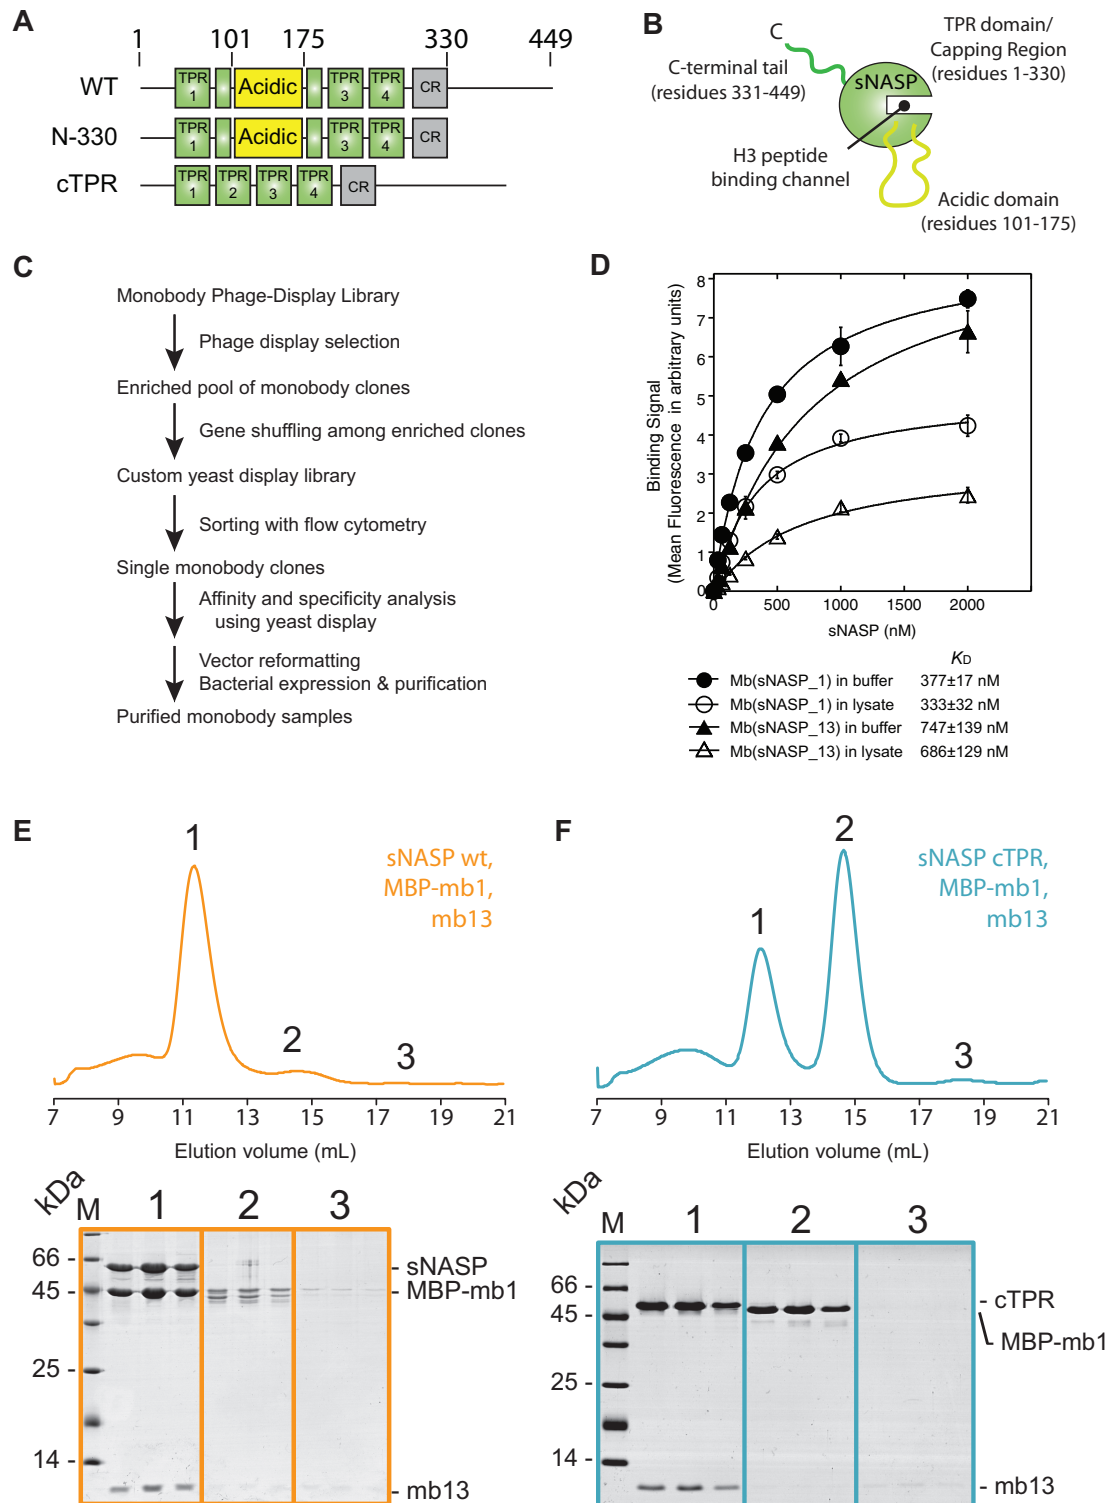 A
1 101 175 330 449
WT
TPR 1
Acidic
TPR 3
TPR 4
CR
N-330
TPR 1
Acidic
TPR 3
TPR 4
CR
cTPR
TPR 1
TPR 2
TPR 3
TPR 4
CR
B
C
C-terminal tail
(residues 331-449)
sNASP
TPR domain/
Capping Region
(residues 1-330)
H3 peptide
binding channel
Acidic domain
(residues 101-175)
C
Monobody Phage-Display Library
Phage display selection
Enriched pool of monobody clones
Gene shuffling among enriched clones
Custom yeast display library
Sorting with flow cytometry
Single monobody clones
Affinity and specificity analysis
using yeast display
Vector reformatting
Bacterial expression & purification
Purified monobody samples
D
Binding Signal
(Mean Fluorescence in arbitrary units)
8
7
6
5
4
3
2
1
0
0 500 1000 1500 2000
sNASP (nM)
KD
Mb(sNASP_1) in buffer 377±17 nM
Mb(sNASP_1) in lysate 333±32 nM
Mb(sNASP_13) in buffer 747±139 nM
Mb(sNASP_13) in lysate 686±129 nM
E
1
2
3
sNASP wt,
MBP-mb1,
mb13
7 9 11 13 15 17 19 21
Elution volume (mL)
kDa
M 1 2 3
66 -
45 -
25 -
14 -
- sNASP
- MBP-mb1
- mb13
F
1
2
3
sNASP cTPR,
MBP-mb1,
mb13
7 9 11 13 15 17 19 21
Elution volume (mL)
kDa
M 1 2 3
66 -
45 -
25 -
14 -
- cTPR
MBP-mb1
- mb13